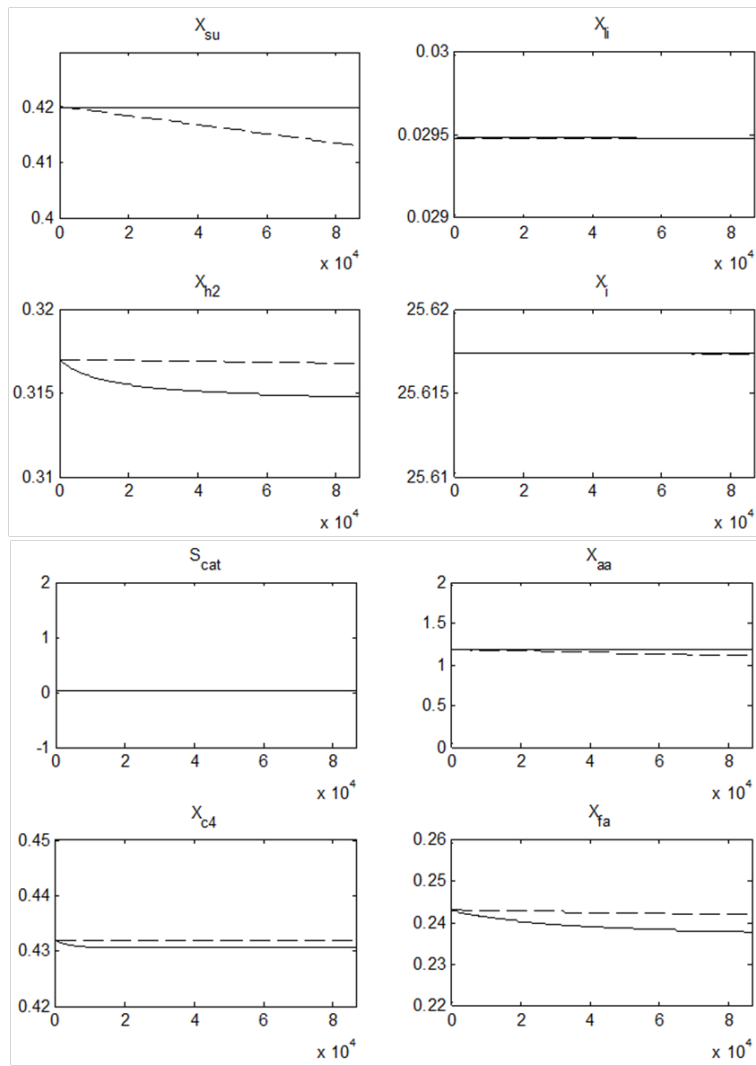 X_su
0.42
0.41
0.4
0 2 4 6 8
x 10^4
X_li
0.03
0.0295
0.029
0 2 4 6 8
x 10^4
X_h2
0.32
0.315
0.31
0 2 4 6 8
x 10^4
X_i
25.62
25.615
25.61
0 2 4 6 8
x 10^4
S_cat
2
1
0
-1
0 2 4 6 8
x 10^4
X_aa
2
1.5
1
0.5
0
0 2 4 6 8
x 10^4
X_c4
0.45
0.44
0.43
0.42
0 2 4 6 8
x 10^4
X_fa
0.26
0.25
0.24
0.23
0.22
0 2 4 6 8
x 10^4